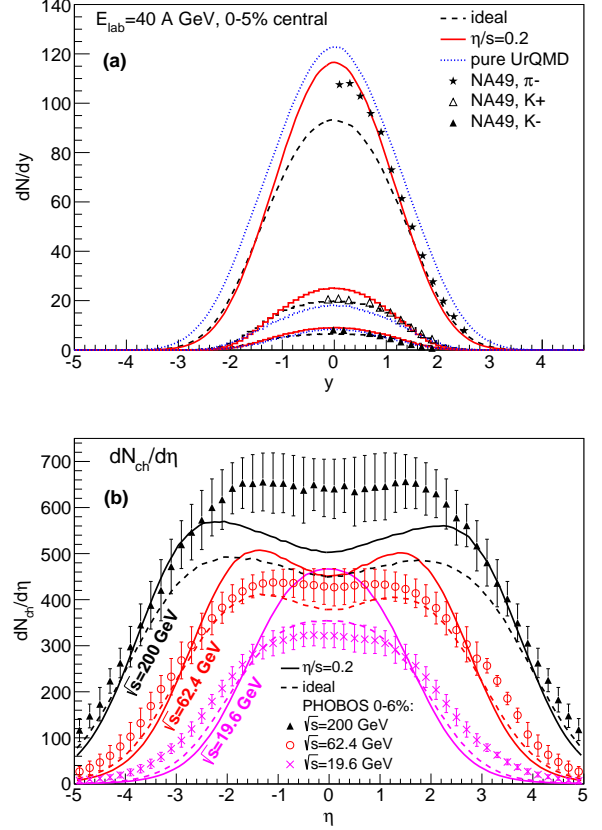 E_lab=40 A GeV, 0-5% central
(a)
ideal
η/s=0.2
pure UrQMD
NA49, π-
NA49, K+
NA49, K-
dN/dy
140
120
100
80
60
40
20
0
-5 -4 -3 -2 -1 0 1 2 3 4
y
dN_ch/dη
(b)
dN_ch/dη
700
600
500
400
300
200
100
0
√s=200 GeV
√s=62.4 GeV
√s=19.6 GeV
η/s=0.2
ideal
PHOBOS 0-6%:
√s=200 GeV
√s=62.4 GeV
√s=19.6 GeV
-5 -4 -3 -2 -1 0 1 2 3 4 5
η